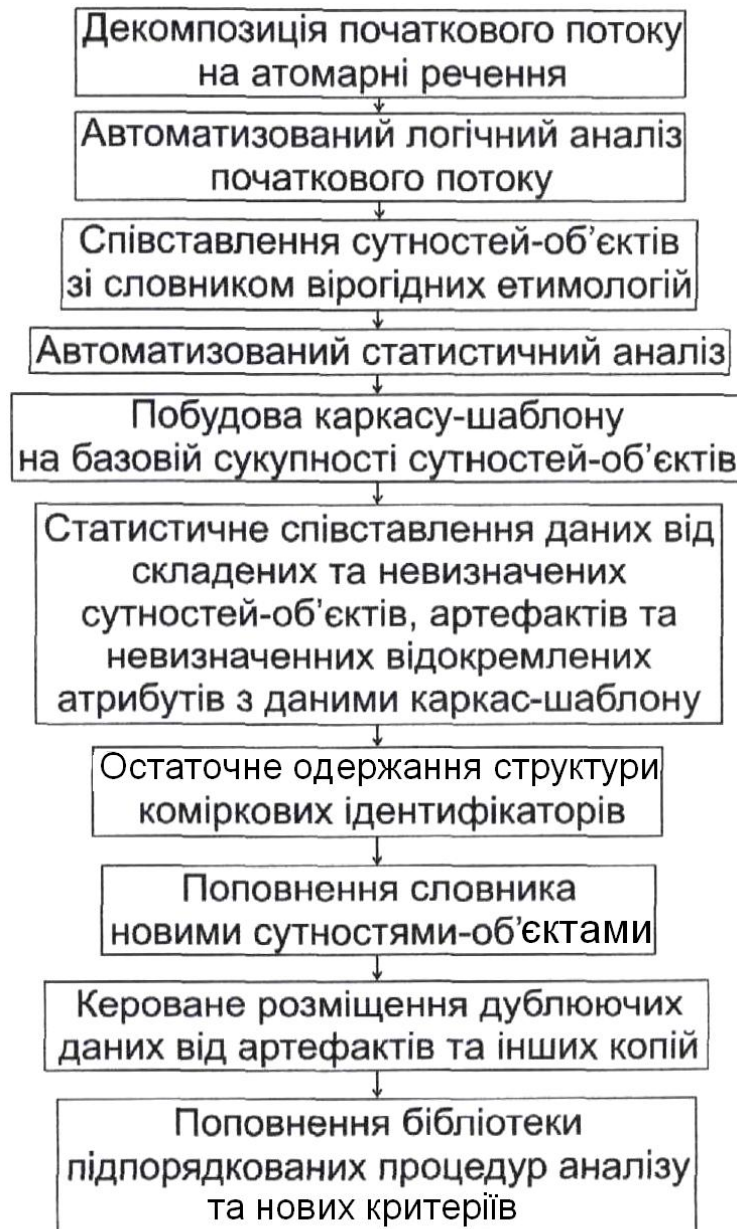 Декомпозиція початкового потоку
на атомарні речення
Автоматизований логічний аналіз
початкового потоку
Співставлення сутностей-об'єктів
зі словником вірогідних етимологій
Автоматизований статистичний аналіз
Побудова каркасу-шаблону
на базовій сукупності сутностей-об'єктів
Статистичне співставлення даних від
складених та невизначених
сутностей-об'єктів, артефактів та
невизначенних відокремлених
атрибутів з даними каркас-шаблону
Остаточне одержання структури
коміркових ідентифікаторів
Поповнення словника
новими сутностями-об'єктами
Кероване розміщення дублюючих
даних від артефактів та інших копій
Поповнення бібліотеки
підпорядкованих процедур аналізу
та нових критеріїв